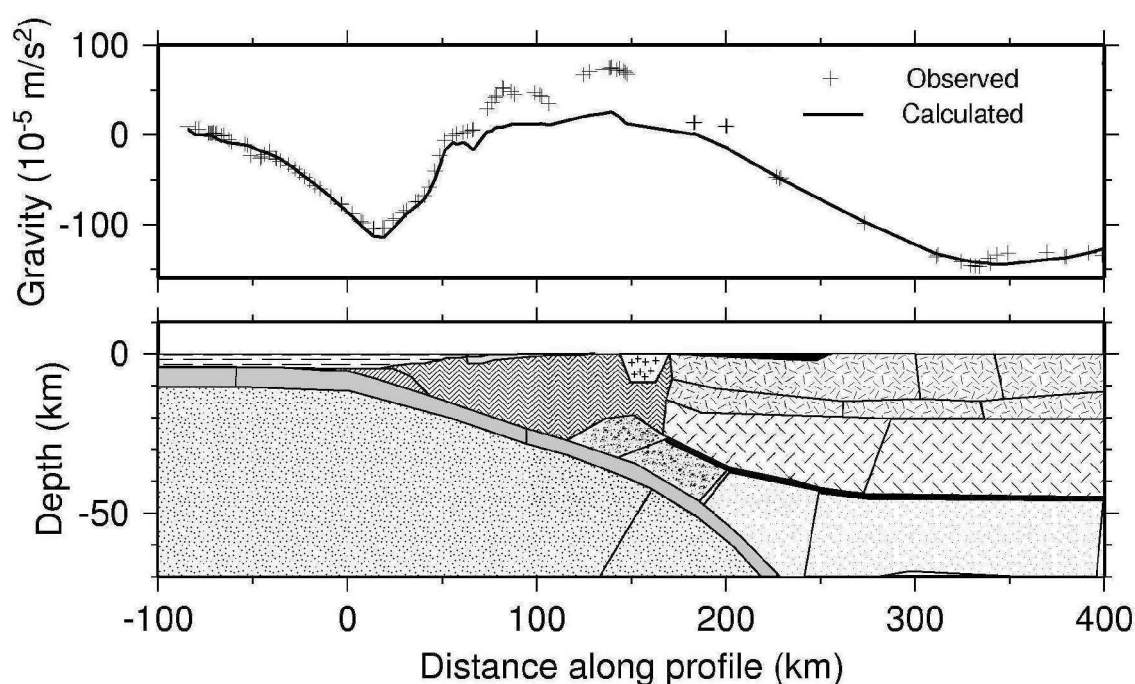 100
0
-100
Gravity (10-5 m/s2)
Observed
Calculated
0
-50
Depth (km)
-100 0 100 200 300 400
Distance along profile (km)